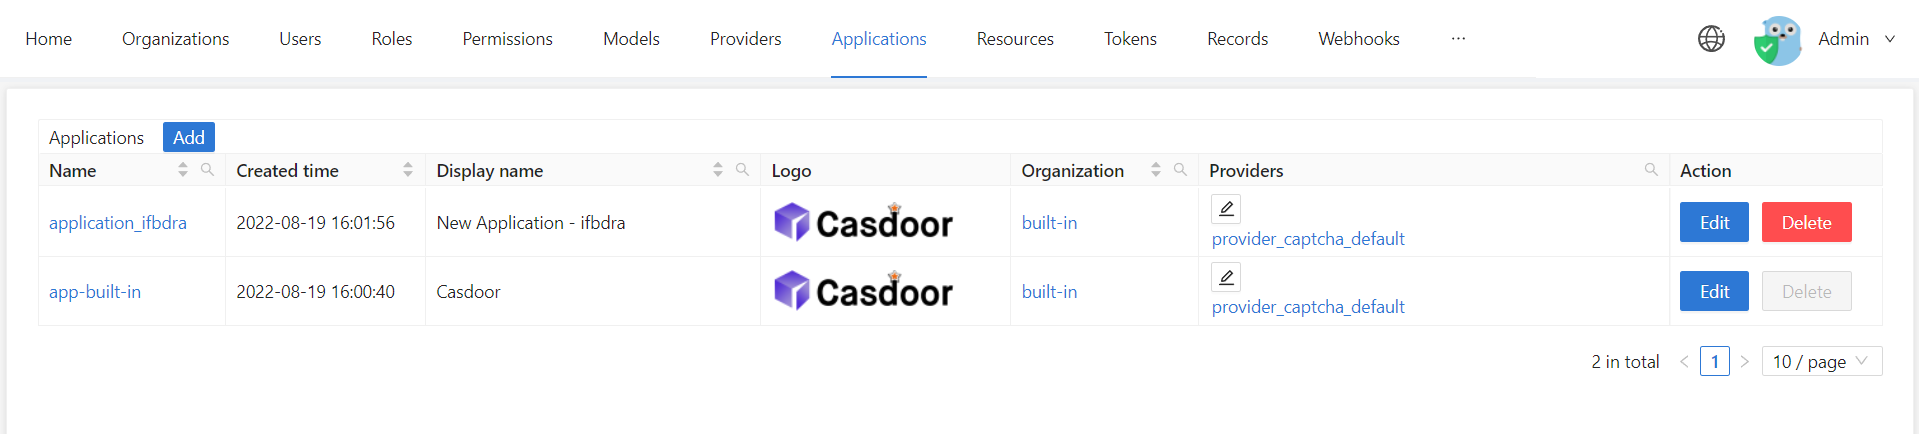 Home Organizations Users Roles Permissions Models Providers Applications Resources Tokens Records Webhooks ··· Admin
Applications Add
Name Created time Display name Logo Organization Providers Action
application_ifbdra 2022-08-19 16:01:56 New Application - ifbdra Casdoor built-in provider_captcha_default Edit Delete
app-built-in 2022-08-19 16:00:40 Casdoor Casdoor built-in provider_captcha_default Edit Delete
2 in total < 1 > 10 / page